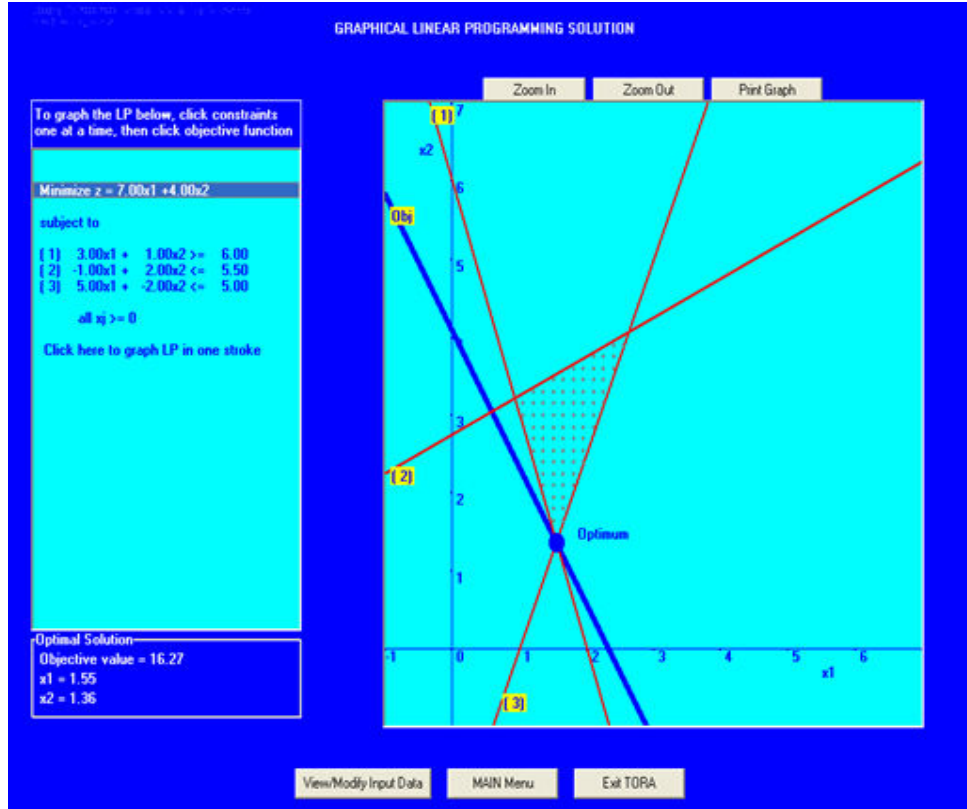 GRAPHICAL LINEAR PROGRAMMING SOLUTION
Zoom In
Zoom Out
Print Graph
To graph the LP below, click constraints
one at a time, then click objective function
Minimize z = 7.00x1 +4.00x2
subject to
( 1) 3.00x1 + 1.00x2 >= 6.00
( 2) -1.00x1 + 2.00x2 <= 5.50
( 3) 5.00x1 + -2.00x2 <= 5.00
all xj >= 0
Click here to graph LP in one stroke
Optimal Solution
Objective value = 16.27
x1 = 1.55
x2 = 1.36
( 1)
7
x2
6
Obj
5
4
3
( 2)
2
Optimum
1
-1 0 1 2 3 4 5 6
x1
( 3)
View/Modify Input Data
MAIN Menu
Exit TORA